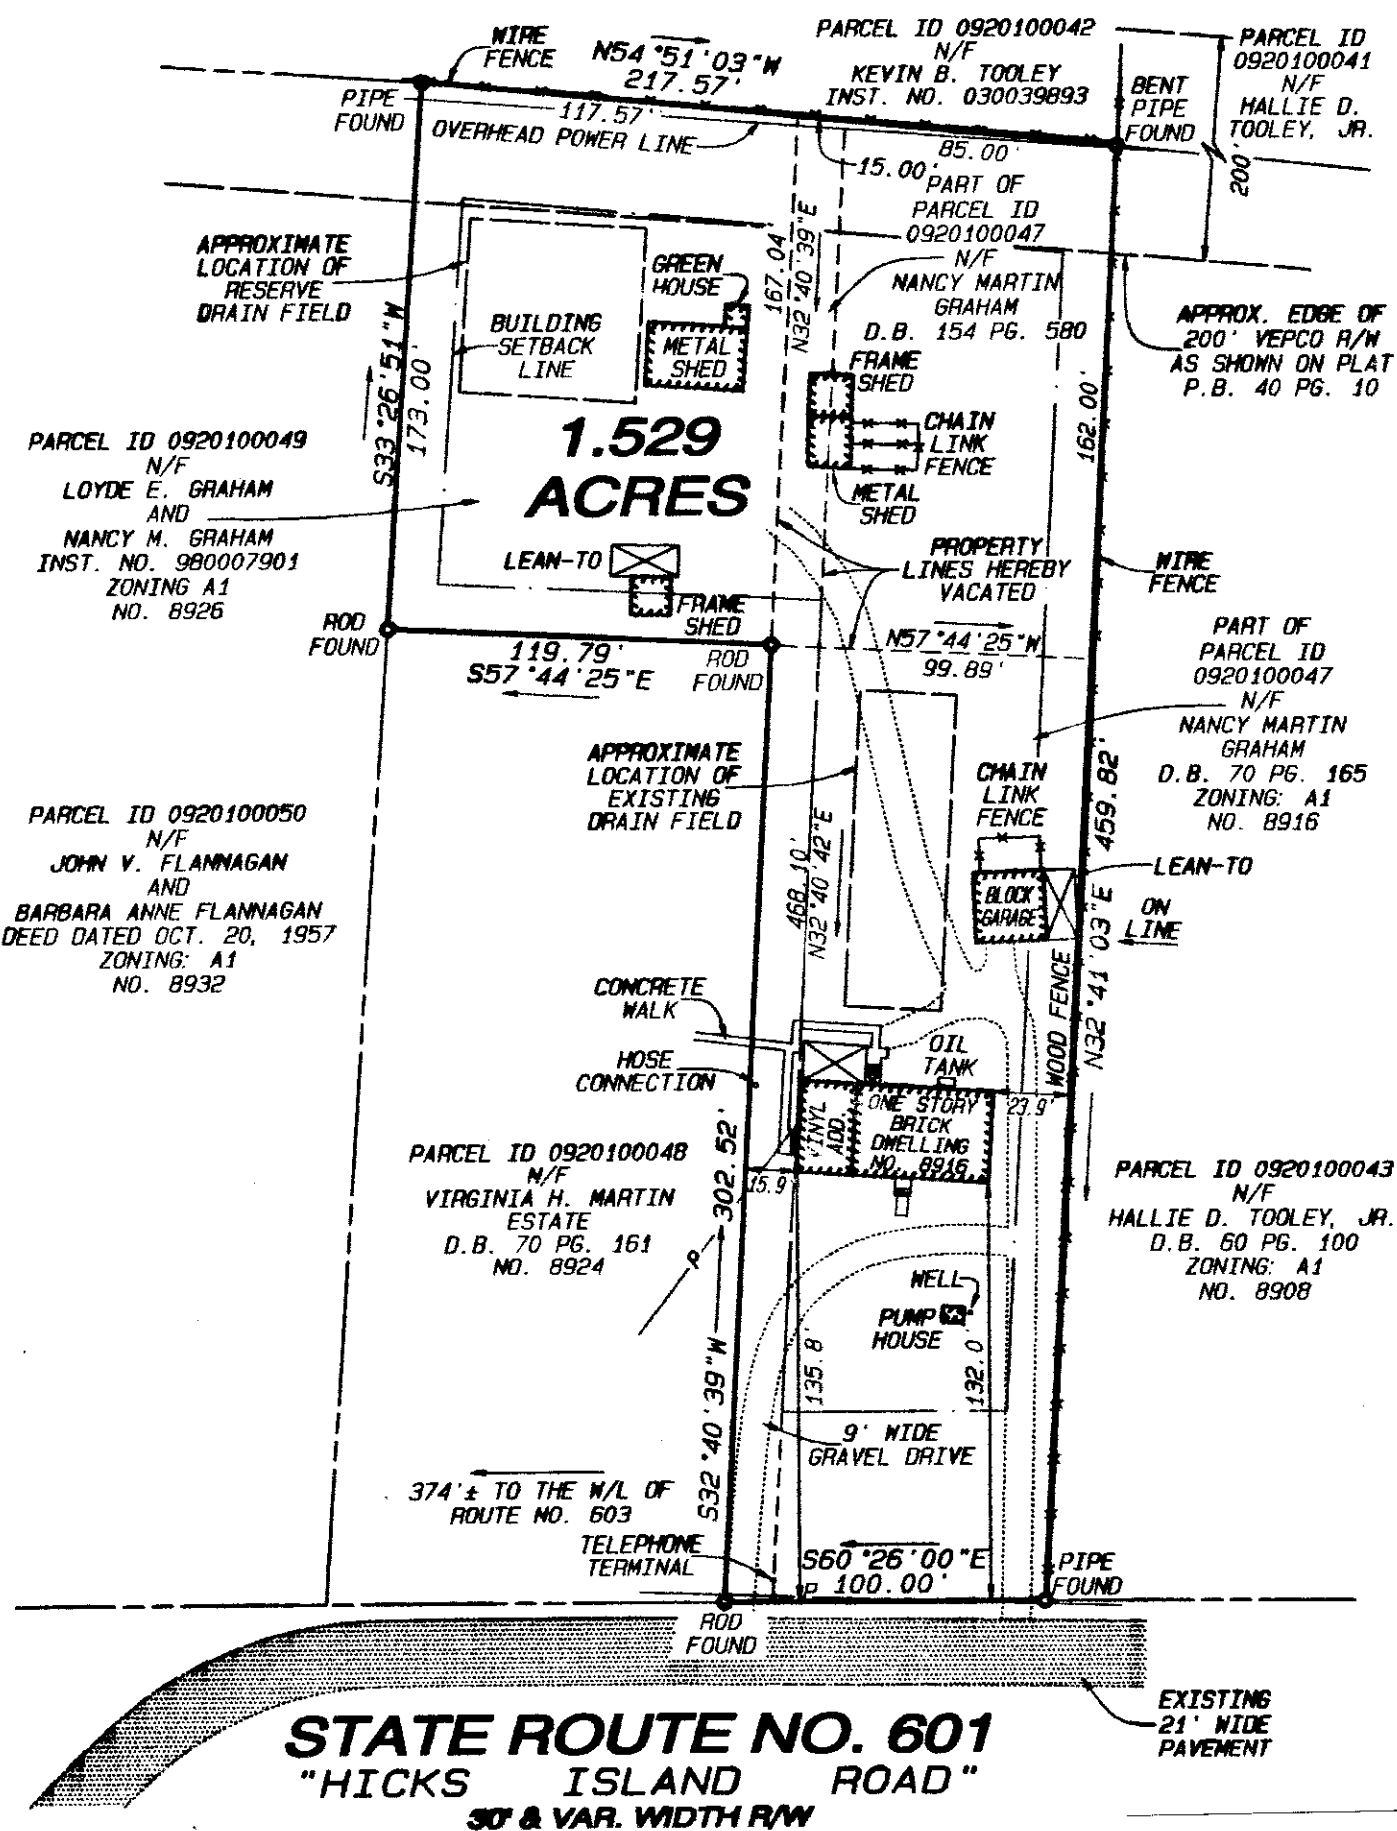 WIRE
FENCE
N54°51'03"W
217.57'
PARCEL ID 0920100042
N/F
KEVIN B. TOOLEY
INST. NO. 030039893
PARCEL ID
0920100041
N/F
HALLIE D.
TOOLEY, JR.
BENT
PIPE
FOUND
200'
PIPE
FOUND
117.57'
OVERHEAD POWER LINE
15.00'
85.00'
PART OF
PARCEL ID
0920100047
N/F
NANCY MARTIN
GRAHAM
D.B. 154 PG. 580
APPROXIMATE
LOCATION OF
RESERVE
DRAIN FIELD
GREEN
HOUSE
167.04
N32°40'39"E
BUILDING
SETBACK
LINE
METAL
SHED
FRAME
SHED
APPROX. EDGE OF
200' VEPCO R/W
AS SHOWN ON PLAT
P.B. 40 PG. 10
S33°26'51"W
173.00'
162.00'
1.529
ACRES
CHAIN
LINK
FENCE
METAL
SHED
PARCEL ID 0920100049
N/F
LOYDE E. GRAHAM
AND
NANCY M. GRAHAM
INST. NO. 980007901
ZONING A1
NO. 8926
LEAN-TO
FRAME
SHED
PROPERTY
LINES HEREBY
VACATED
WIRE
FENCE
ROD
FOUND
119.79'
S57°44'25"E
ROD
FOUND
N57°44'25"W
99.89'
PART OF
PARCEL ID
0920100047
N/F
NANCY MARTIN
GRAHAM
D.B. 70 PG. 165
ZONING: A1
NO. 8916
APPROXIMATE
LOCATION OF
EXISTING
DRAIN FIELD
CHAIN
LINK
FENCE
PARCEL ID 0920100050
N/F
JOHN V. FLANNAGAN
AND
BARBARA ANNE FLANNAGAN
DEED DATED OCT. 20, 1957
ZONING: A1
NO. 8932
468.10'
N32°40'42"E
BLOCK
GARAGE
LEAN-TO
ON
LINE
N32°41'03"E 459.82'
WOOD FENCE
CONCRETE
WALK
HOSE
CONNECTION
OIL
TANK
VINYL
ADD.
ONE STORY
BRICK
DWELLING
NO. 8916
23.9'
15.9'
PARCEL ID 0920100048
N/F
VIRGINIA H. MARTIN
ESTATE
D.B. 70 PG. 161
NO. 8924
P
S32°40'39"W 302.52'
PARCEL ID 0920100043
N/F
HALLIE D. TOOLEY, JR.
D.B. 60 PG. 100
ZONING: A1
NO. 8908
WELL
PUMP
HOUSE
135.8'
132.0'
9' WIDE
GRAVEL DRIVE
374'± TO THE W/L OF
ROUTE NO. 603
TELEPHONE
TERMINAL
S60°26'00"E
P 100.00'
PIPE
FOUND
ROD
FOUND
EXISTING
21' WIDE
PAVEMENT
STATE ROUTE NO. 601
"HICKS ISLAND ROAD"
30' & VAR. WIDTH R/W